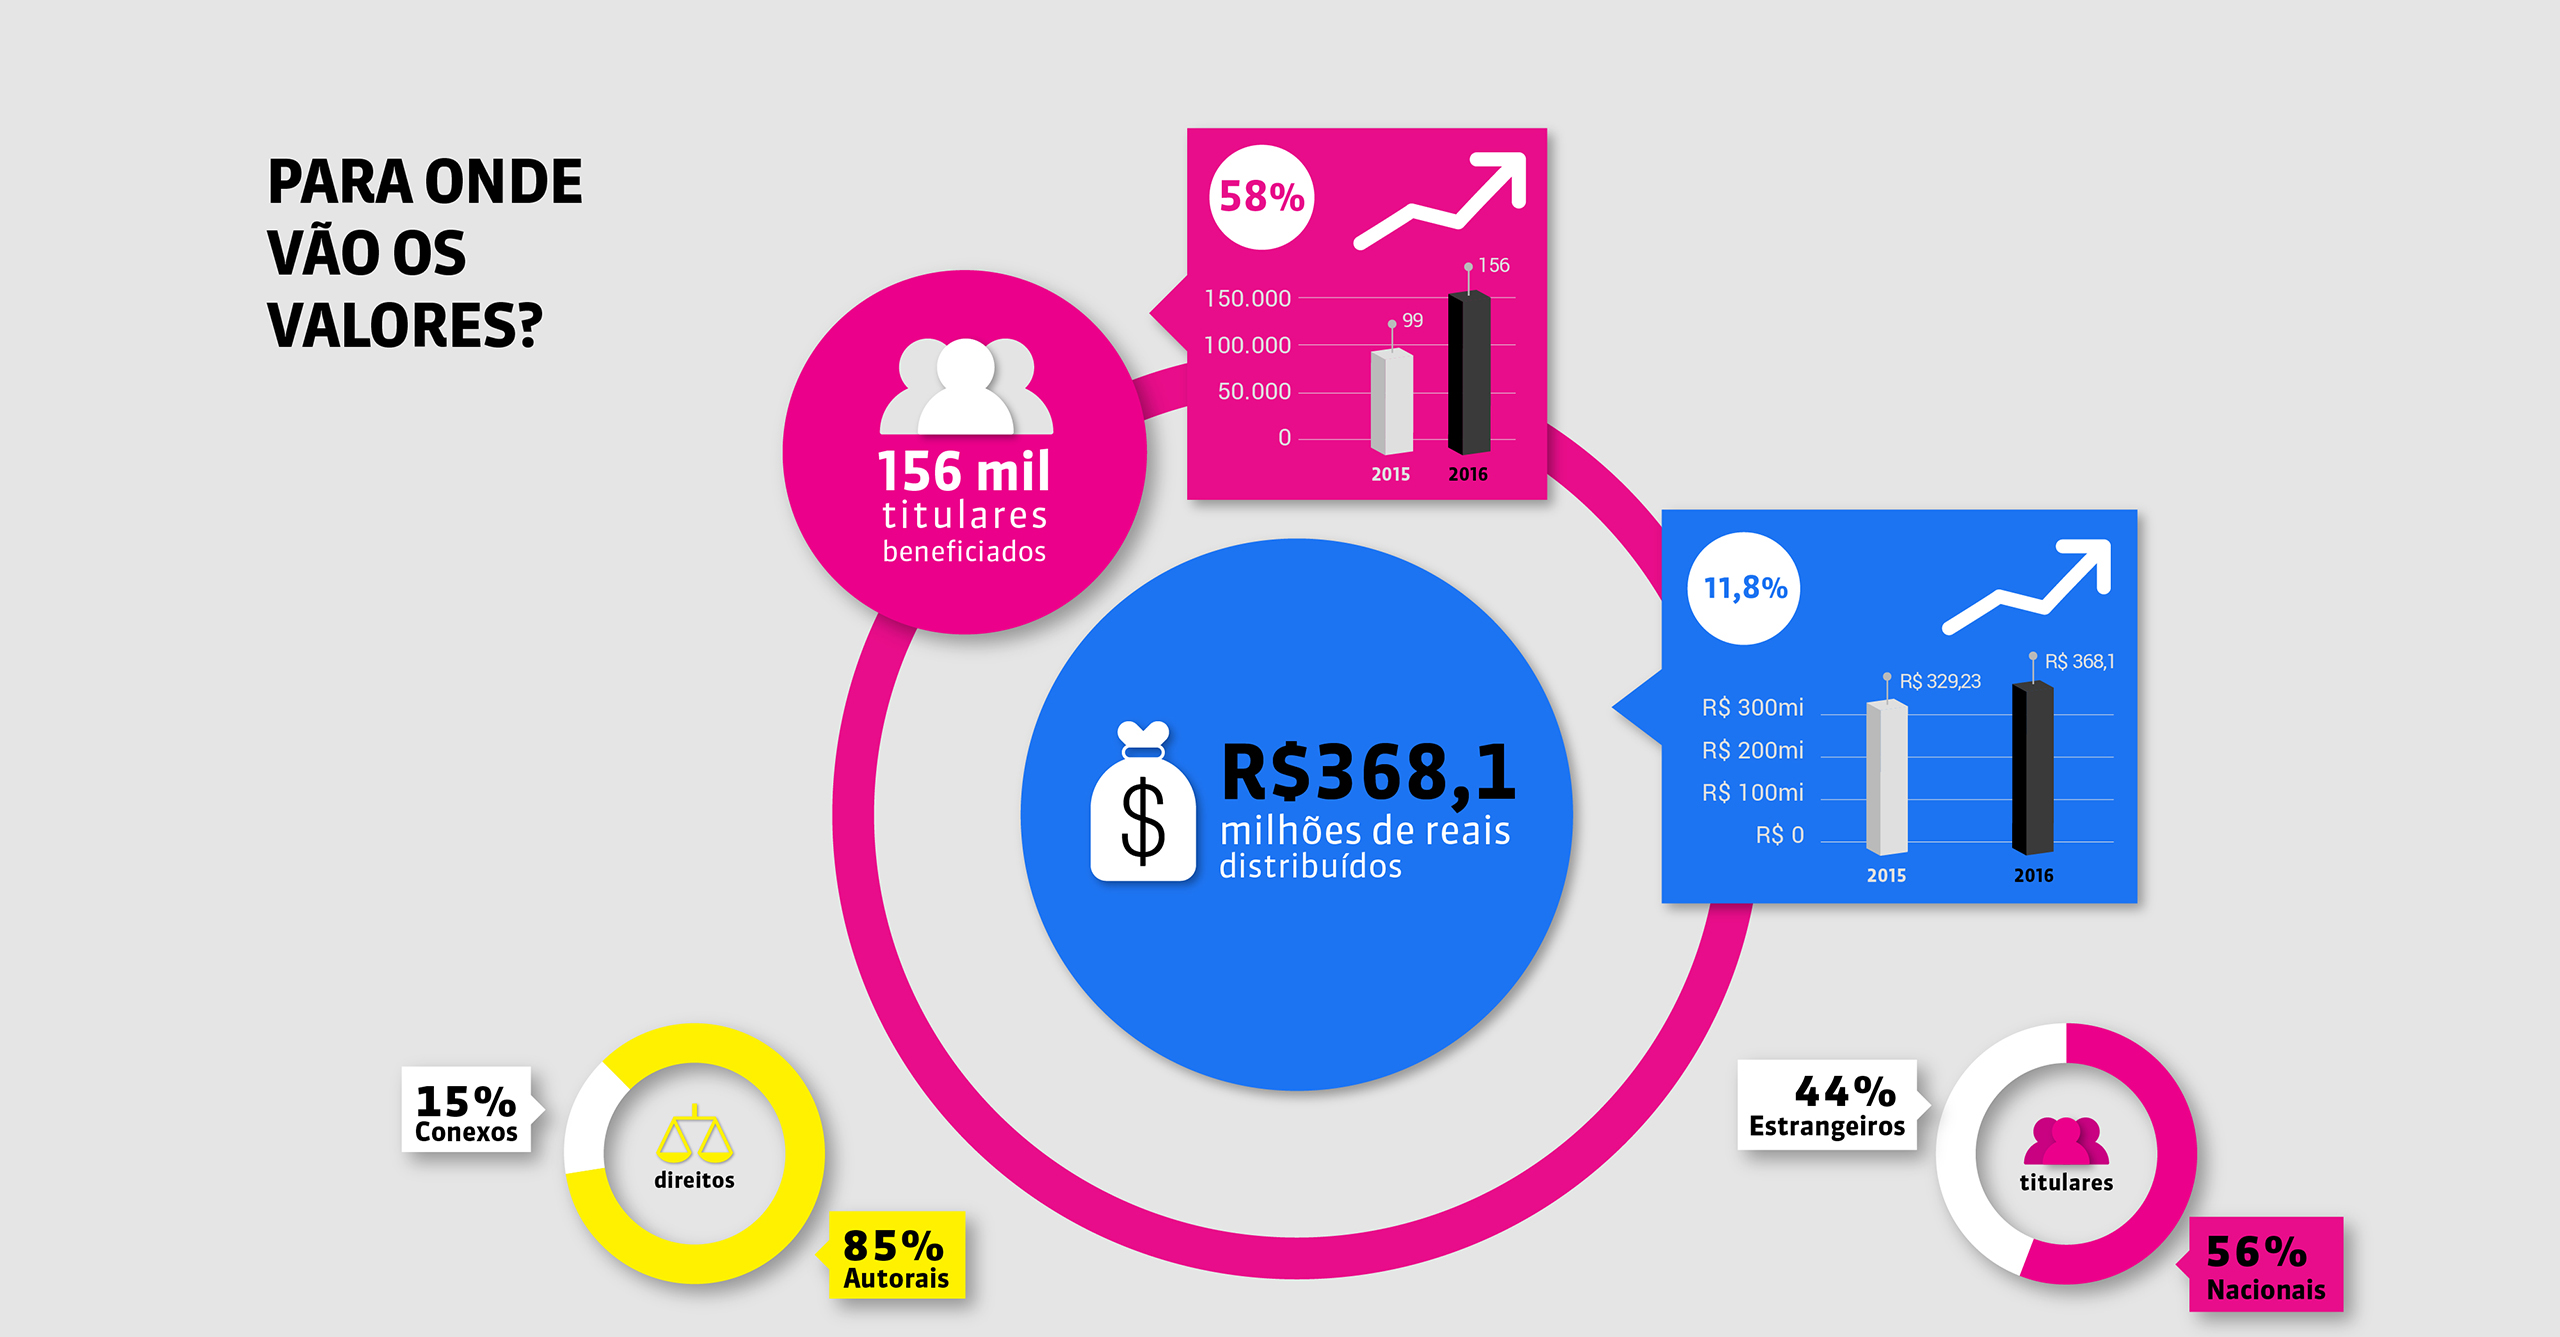 PARA ONDE
VÃO OS
VALORES?
156 mil
titulares
beneficiados
58%
156
99
150.000
100.000
50.000
0
2015
2016
11,8%
R$ 368,1
R$ 329,23
R$ 300mi
R$ 200mi
R$ 100mi
R$ 0
2015
2016
$
R$368,1
milhões de reais
distribuídos
15%
Conexos
direitos
85%
Autorais
44%
Estrangeiros
titulares
56%
Nacionais